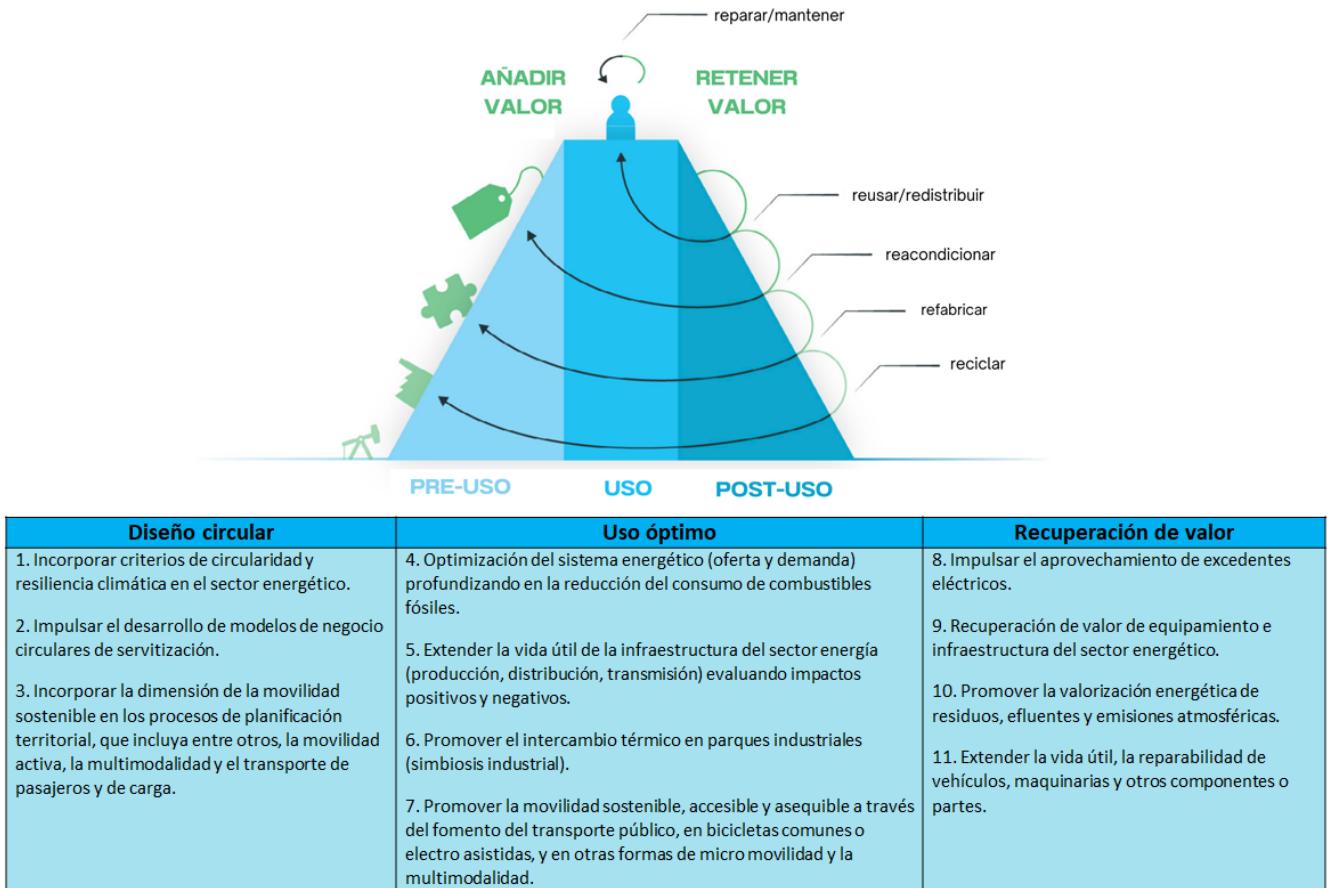 reparar/mantener
AÑADIR
VALOR
RETENER
VALOR
reusar/redistribuir
reacondicionar
refabricar
reciclar
PRE-USO
USO
POST-USO
Diseño circular
1. Incorporar criterios de circularidad y
resiliencia climática en el sector energético.
2. Impulsar el desarrollo de modelos de negocio
circulares de servitización.
3. Incorporar la dimensión de la movilidad
sostenible en los procesos de planificación
territorial, que incluya entre otros, la movilidad
activa, la multimodalidad y el transporte de
pasajeros y de carga.
Uso óptimo
4. Optimización del sistema energético (oferta y demanda)
profundizando en la reducción del consumo de combustibles
fósiles.
5. Extender la vida útil de la infraestructura del sector energía
(producción, distribución, transmisión) evaluando impactos
positivos y negativos.
6. Promover el intercambio térmico en parques industriales
(simbiosis industrial).
7. Promover la movilidad sostenible, accesible y asequible a través
del fomento del transporte público, en bicicletas comunes o
electro asistidas, y en otras formas de micro movilidad y la
multimodalidad.
Recuperación de valor
8. Impulsar el aprovechamiento de excedentes
eléctricos.
9. Recuperación de valor de equipamiento e
infraestructura del sector energético.
10. Promover la valorización energética de
residuos, efluentes y emisiones atmosféricas.
11. Extender la vida útil, la reparabilidad de
vehículos, maquinarias y otros componentes o
partes.